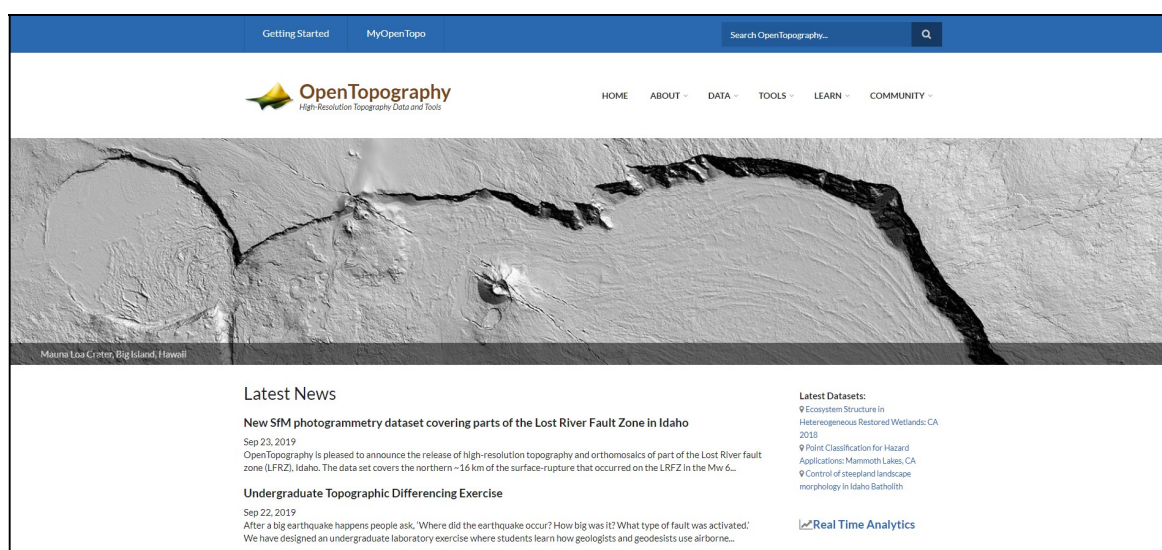 Getting Started MyOpenTopo Search OpenTopography...
OpenTopography
High-Resolution Topography Data and Tools
HOME ABOUT DATA TOOLS LEARN COMMUNITY
Mauna Loa Crater, Big Island, Hawaii
Latest News
New SfM photogrammetry dataset covering parts of the Lost River Fault Zone in Idaho
Sep 23, 2019
OpenTopography is pleased to announce the release of high-resolution topography and orthomosaics of part of the Lost River fault
zone (LFRZ), Idaho. The data set covers the northern ~16 km of the surface-rupture that occurred on the LRFZ in the Mw 6...
Undergraduate Topographic Differencing Exercise
Sep 22, 2019
After a big earthquake happens people ask, 'Where did the earthquake occur? How big was it? What type of fault was activated.'
We have designed an undergraduate laboratory exercise where students learn how geologists and geodesists use airborne...
Latest Datasets:
Ecosystem Structure in
Hetereogeneous Restored Wetlands: CA
2018
Point Classification for Hazard
Applications: Mammoth Lakes, CA
Control of steepland landscape
morphology in Idaho Batholith
Real Time Analytics